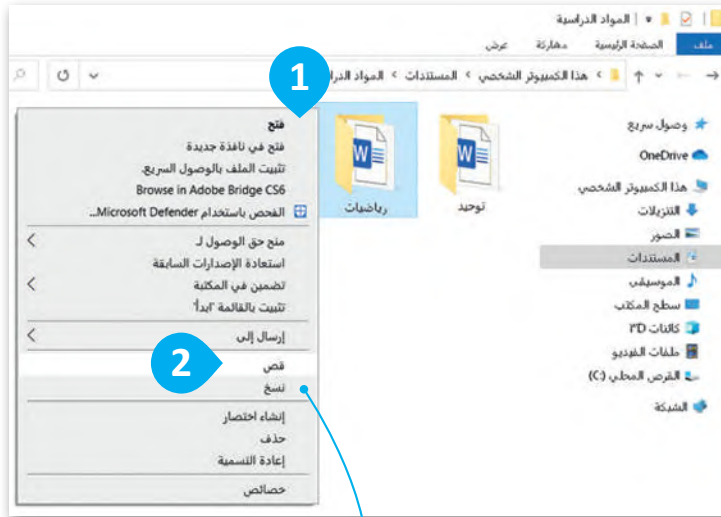 المواد الدراسية
ملف الصفحة الرئيسية مشاركة عرض
هذا الكمبيوتر الشخصي > المستندات > المواد الدرا
1
وصول سريع
OneDrive
هذا الكمبيوتر الشخصي
التنزيلات
الصور
المستندات
الموسيقى
سطح المكتب
كائنات ٣D
ملفات الفيديو
القرص المحلي (C:)
الشبكة
توحيد
رياضيات
فتح
فتح في نافذة جديدة
تثبيت الملف بالوصول السريع.
Browse in Adobe Bridge CS6
الفحص باستخدام Microsoft Defender...
منح حق الوصول لـ
استعادة الإصدارات السابقة
تضمين في المكتبة
تثبيت بالقائمة "ابدأ"
إرسال إلى
2
قص
نسخ
إنشاء اختصار
حذف
إعادة التسمية
خصائص